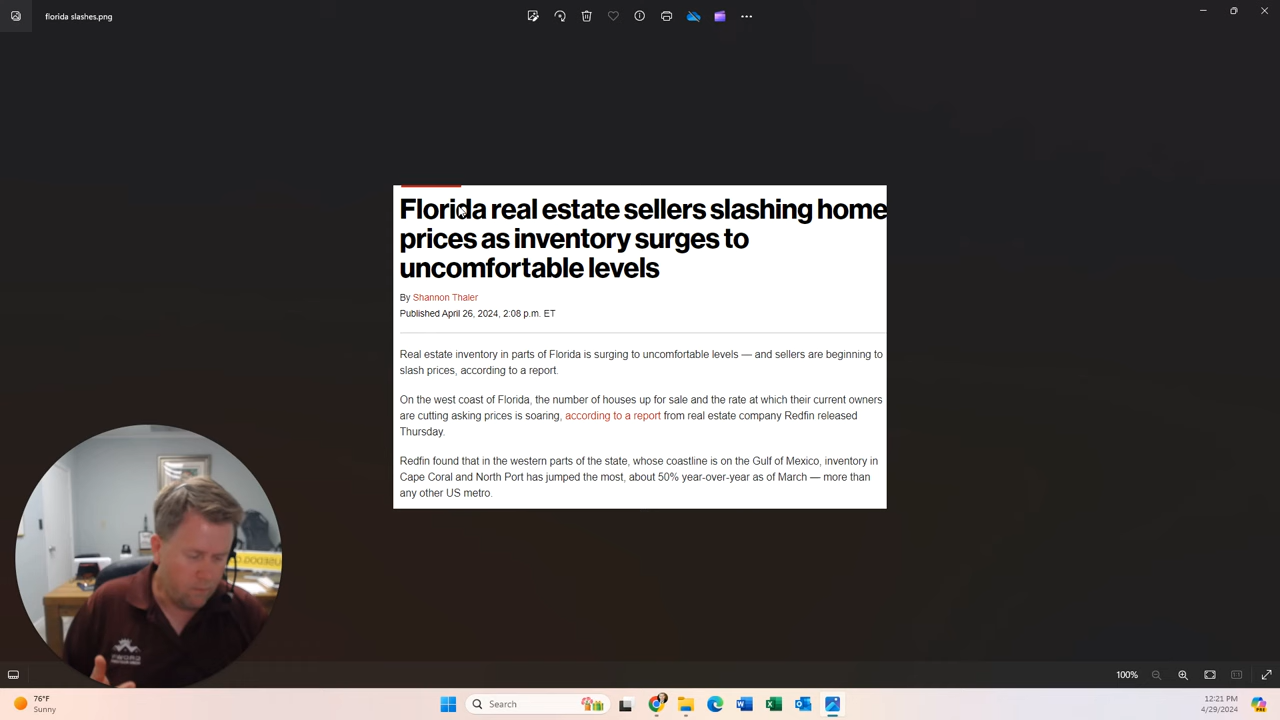 florida slashes.png
Florida real estate sellers slashing home
prices as inventory surges to
uncomfortable levels
By Shannon Thaler
Published April 26, 2024, 2:08 p.m. ET
Real estate inventory in parts of Florida is surging to uncomfortable levels — and sellers are beginning to
slash prices, according to a report.
On the west coast of Florida, the number of houses up for sale and the rate at which their current owners
are cutting asking prices is soaring, according to a report from real estate company Redfin released
Thursday.
Redfin found that in the western parts of the state, whose coastline is on the Gulf of Mexico, inventory in
Cape Coral and North Port has jumped the most, about 50% year-over-year as of March — more than
any other US metro.
100%
76°F
Sunny
Search
12:21 PM
4/29/2024